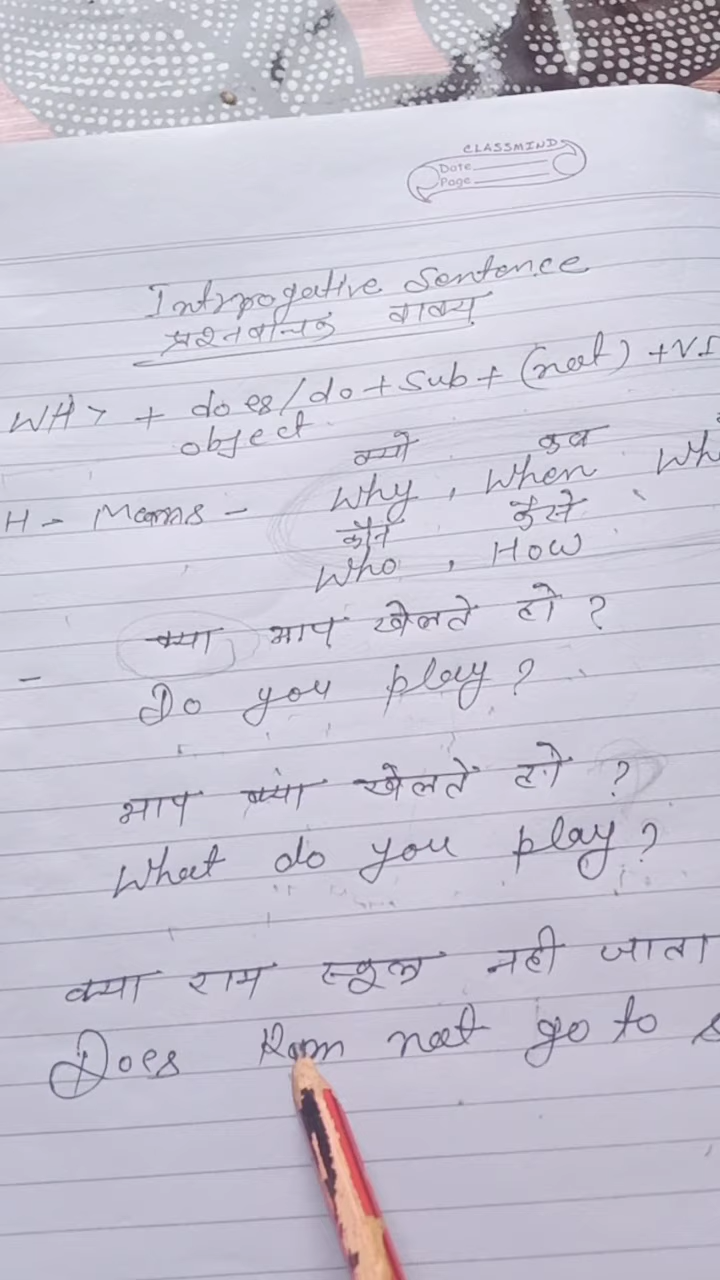 CLASSMIND
Date
Page
Introgative Sentence
प्रश्नवाचक वाक्य
WH> + does/do + Sub + (not) + V.I
object.
क्यों कब
H - Means - Why, When Wh
कौन कैसे
Who, How
- क्या आप खेलते हो ?
Do you play?
आप क्या खेलते हो ?
What do you play?
क्या राम स्कूल नही जाता
Does Ram not go to s